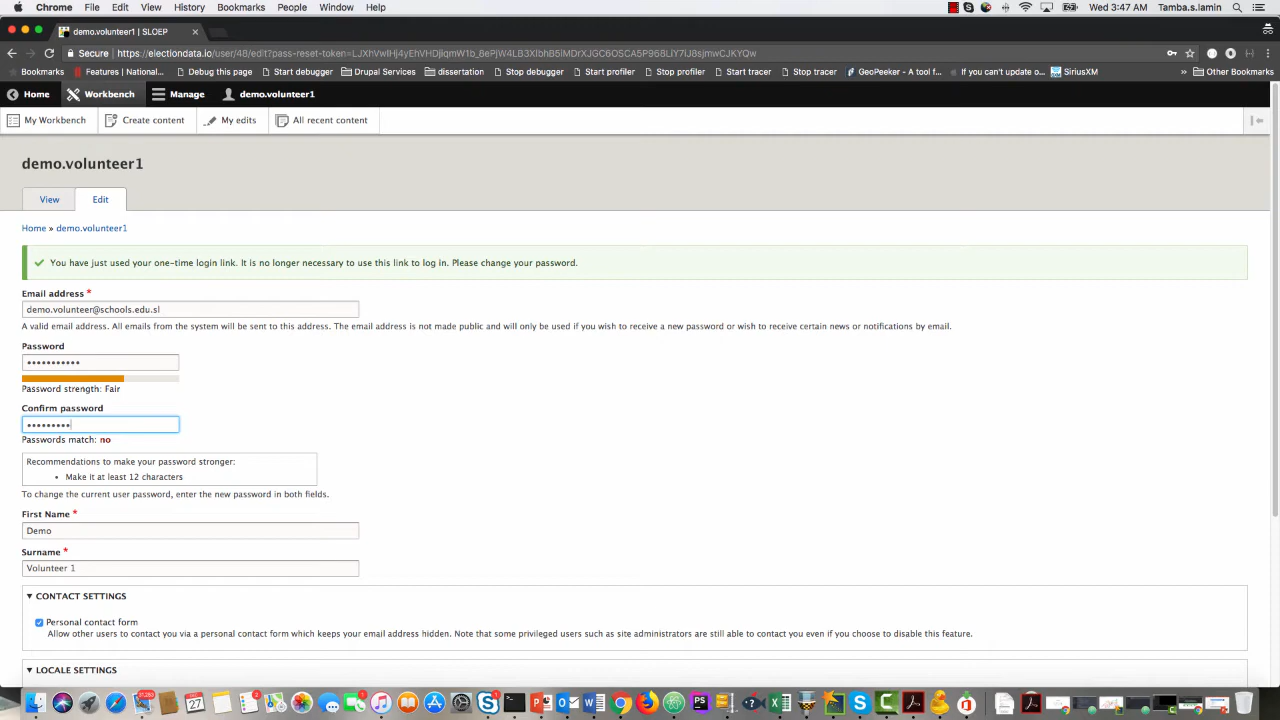 Chrome File Edit View History Bookmarks People Window Help Wed 3:47 AM Tamba.s.lamin
demo.volunteer1 | SLOEP
Secure
Bookmarks Features | National... Debug this page Start debugger Drupal Services dissertation Stop debugger Start profiler Stop profiler Start tracer Stop tracer GeoPeeker - A tool f... If you can't update o... SiriusXM » Other Bookmarks
Home Workbench Manage demo.volunteer1
My Workbench Create content My edits All recent content
demo.volunteer1
View Edit
Home » demo.volunteer1
You have just used your one-time login link. It is no longer necessary to use this link to log in. Please change your password.
Email address *
demo.volunteer@schools.edu.sl
A valid email address. All emails from the system will be sent to this address. The email address is not made public and will only be used if you wish to receive a new password or wish to receive certain news or notifications by email.
Password
•••••••••••
Password strength: Fair
Confirm password
•••••••••
Passwords match: no
Recommendations to make your password stronger:
• Make it at least 12 characters
To change the current user password, enter the new password in both fields.
First Name *
Demo
Surname *
Volunteer 1
▼ CONTACT SETTINGS
Personal contact form
Allow other users to contact you via a personal contact form which keeps your email address hidden. Note that some privileged users such as site administrators are still able to contact you even if you choose to disable this feature.
▼ LOCALE SETTINGS